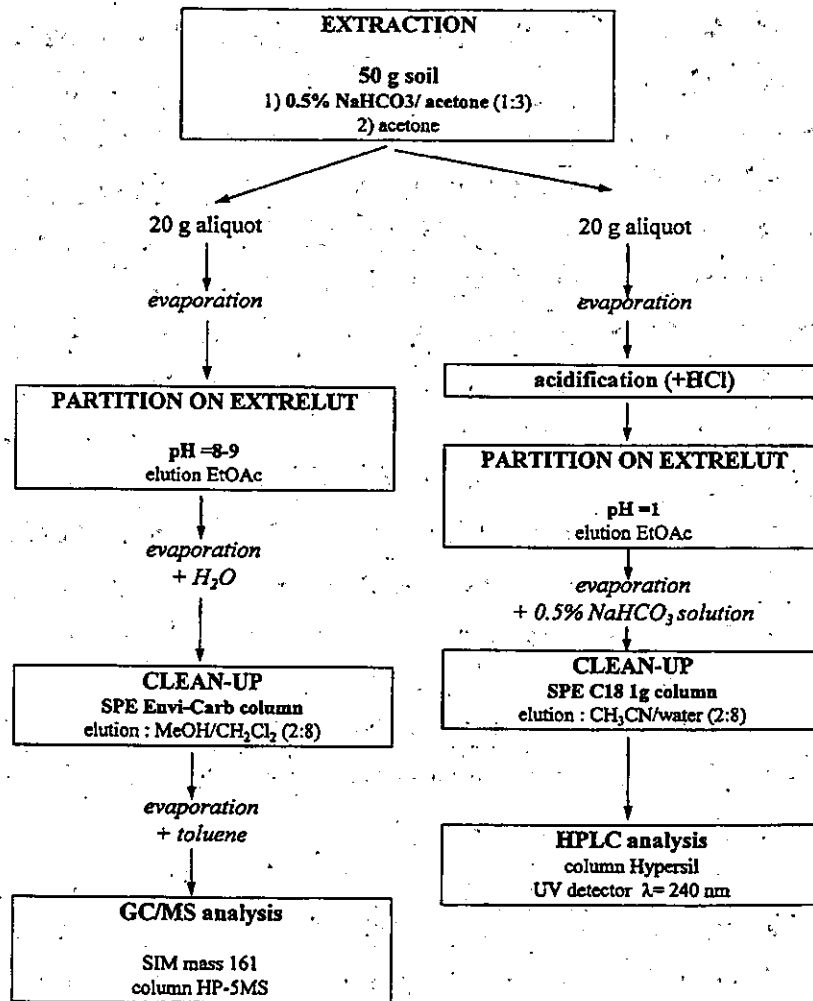 EXTRACTION
50 g soil
1) 0.5% NaHCO3/ acetone (1:3)
2) acetone
20 g aliquot
evaporation
PARTITION ON EXTRELUT
pH =8-9
elution EtOAc
evaporation
+ H₂O
CLEAN-UP
SPE Envi-Carb column
elution : MeOH/CH₂Cl₂ (2:8)
evaporation
+ toluene
GC/MS analysis
SIM mass 161
column HP-5MS
20 g aliquot
evaporation
acidification (+HCl)
PARTITION ON EXTRELUT
pH =1
elution EtOAc
evaporation
+ 0.5% NaHCO₃ solution
CLEAN-UP
SPE C18 1g column
elution : CH₃CN/water (2:8)
HPLC analysis
column Hypersil
UV detector λ= 240 nm